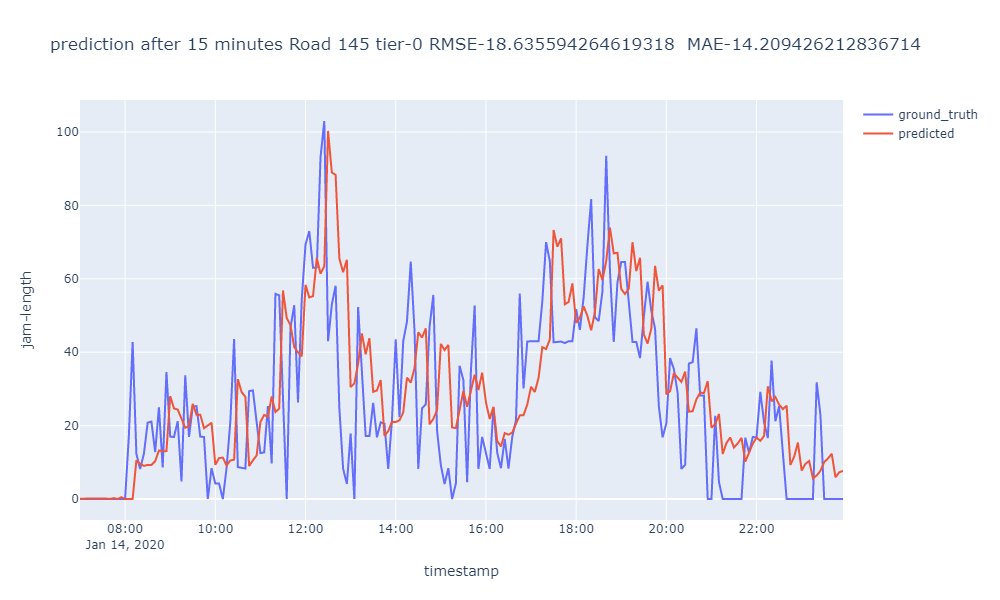 prediction after 15 minutes Road 145 tier-0 RMSE-18.635594264619318  MAE-14.209426212836714
ground_truth
predicted
jam-length
100
80
60
40
20
0
08:00 10:00 12:00 14:00 16:00 18:00 20:00 22:00
Jan 14, 2020
timestamp